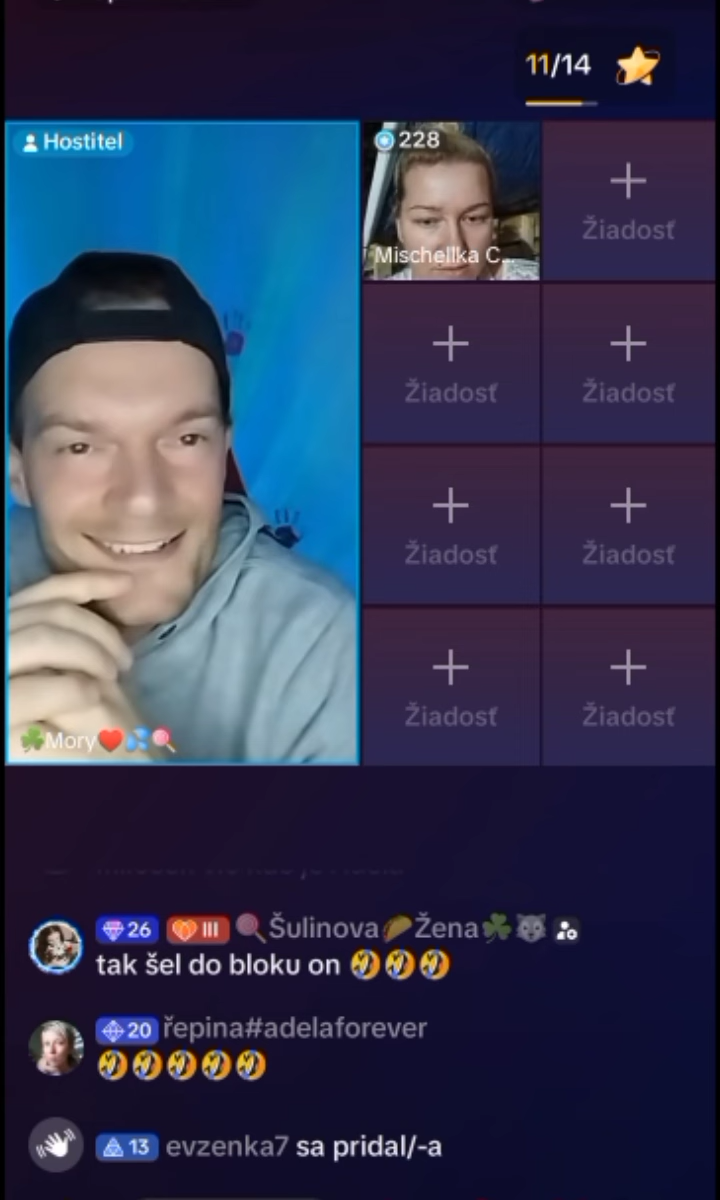 11/14
Hostitel
228
Mischellka C...
Žiadosť
Žiadosť
Žiadosť
Žiadosť
Žiadosť
Žiadosť
Žiadosť
☘️Mory❤️💦🍭
26 III 🍭Šulinova🌮Žena☘️🐺
tak šel do bloku on 🤣🤣🤣
20 řepina#adelaforever
🤣🤣🤣🤣🤣
13 evzenka7 sa pridal/-a